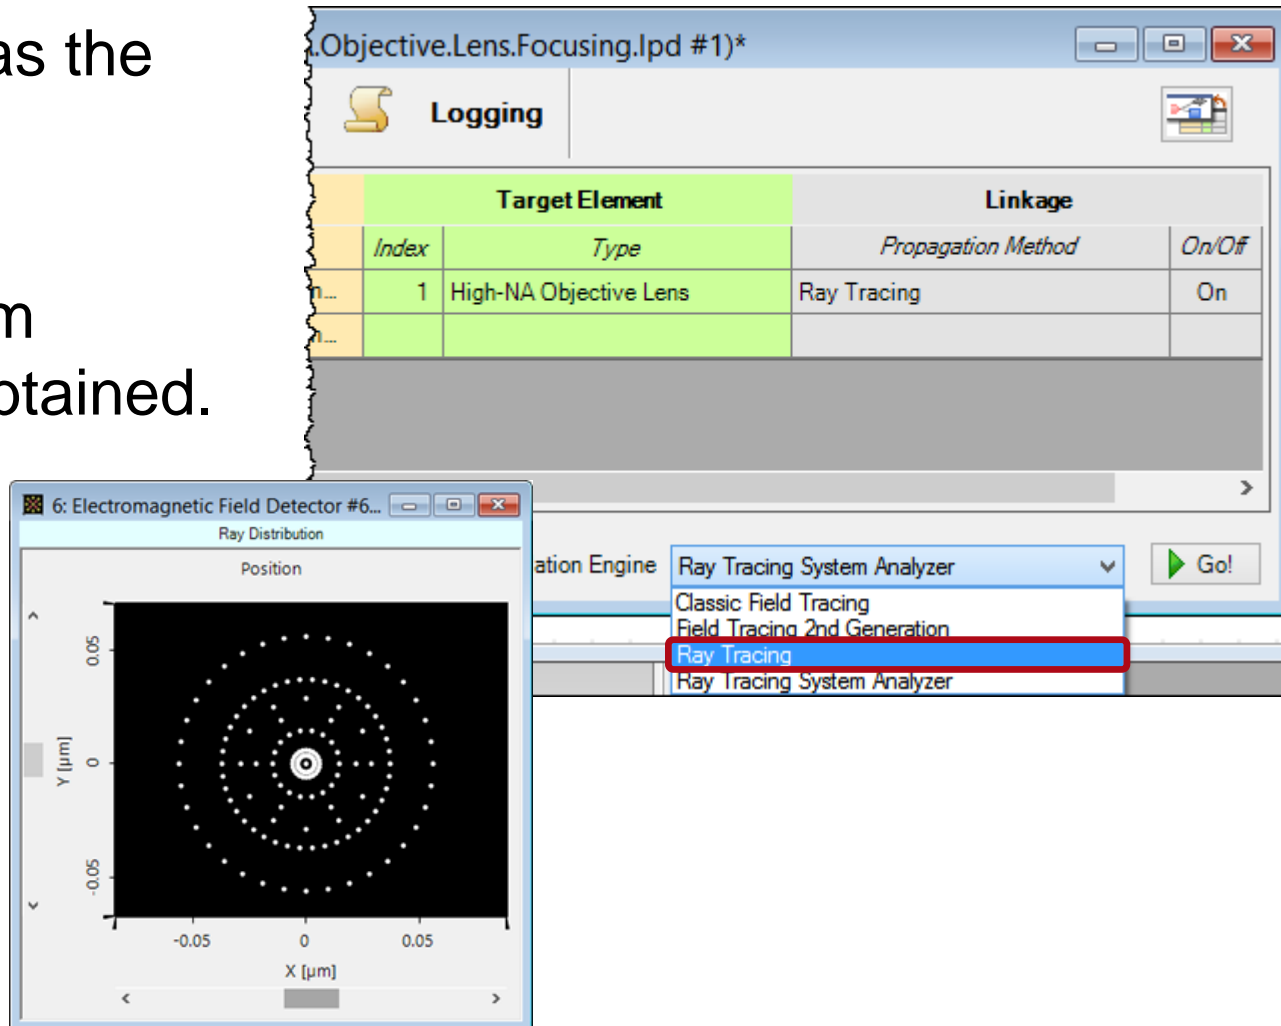 as the
m
btained.
.Objective.Lens.Focusing.lpd #1)*
Logging
Target Element Linkage
Index Type Propagation Method On/Off
n... 1 High-NA Objective Lens Ray Tracing On
n...
ation Engine Ray Tracing System Analyzer Go!
Classic Field Tracing
Field Tracing 2nd Generation
Ray Tracing
Ray Tracing System Analyzer
6: Electromagnetic Field Detector #6...
Ray Distribution
Position
0.05
Y [µm]
0
-0.05
-0.05 0 0.05
X [µm]